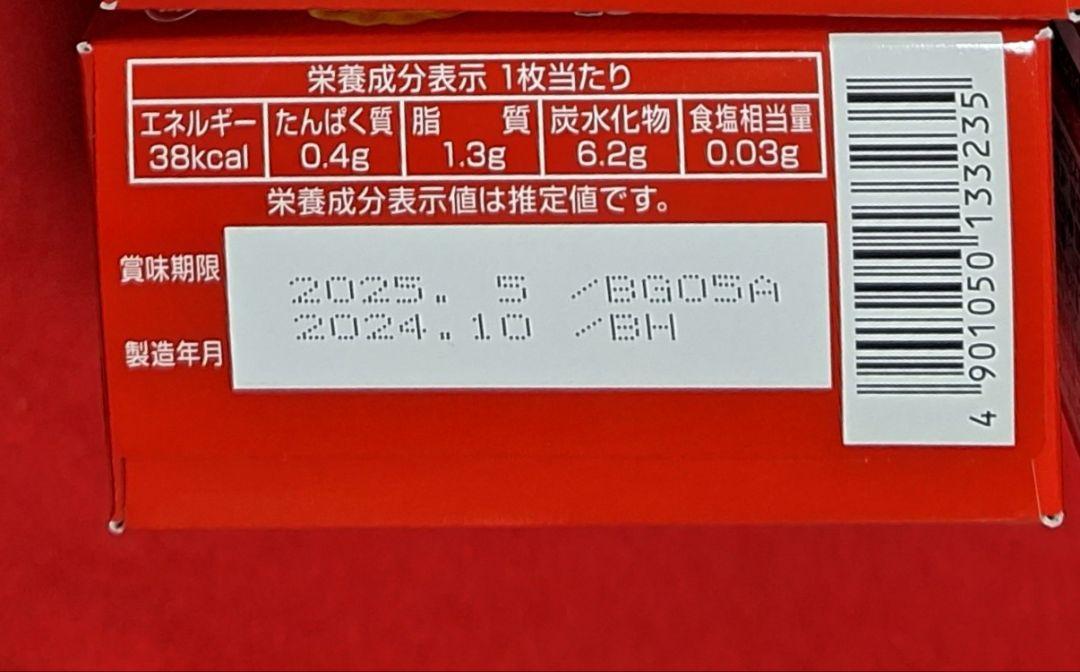 栄養成分表示 1枚当たり
エネルギー たんぱく質 脂質 炭水化物 食塩相当量
38kcal 0.4g 1.3g 6.2g 0.03g
栄養成分表示値は推定値です。
賞味期限 2025. 5 /BG05A
製造年月 2024.10 /BH
4 901050 133235